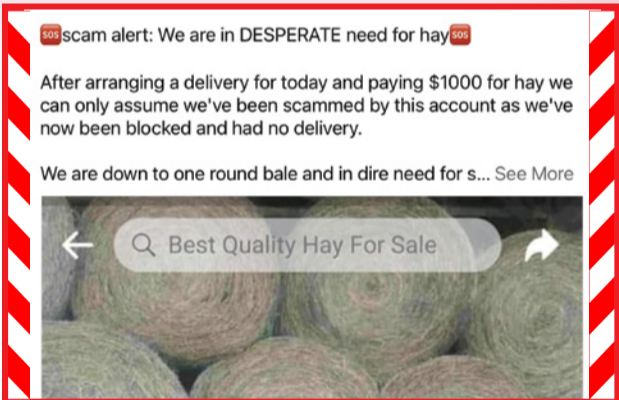 🆘scam alert: We are in DESPERATE need for hay🆘
After arranging a delivery for today and paying $1000 for hay we
can only assume we've been scammed by this account as we've
now been blocked and had no delivery.
We are down to one round bale and in dire need for s... See More
Best Quality Hay For Sale